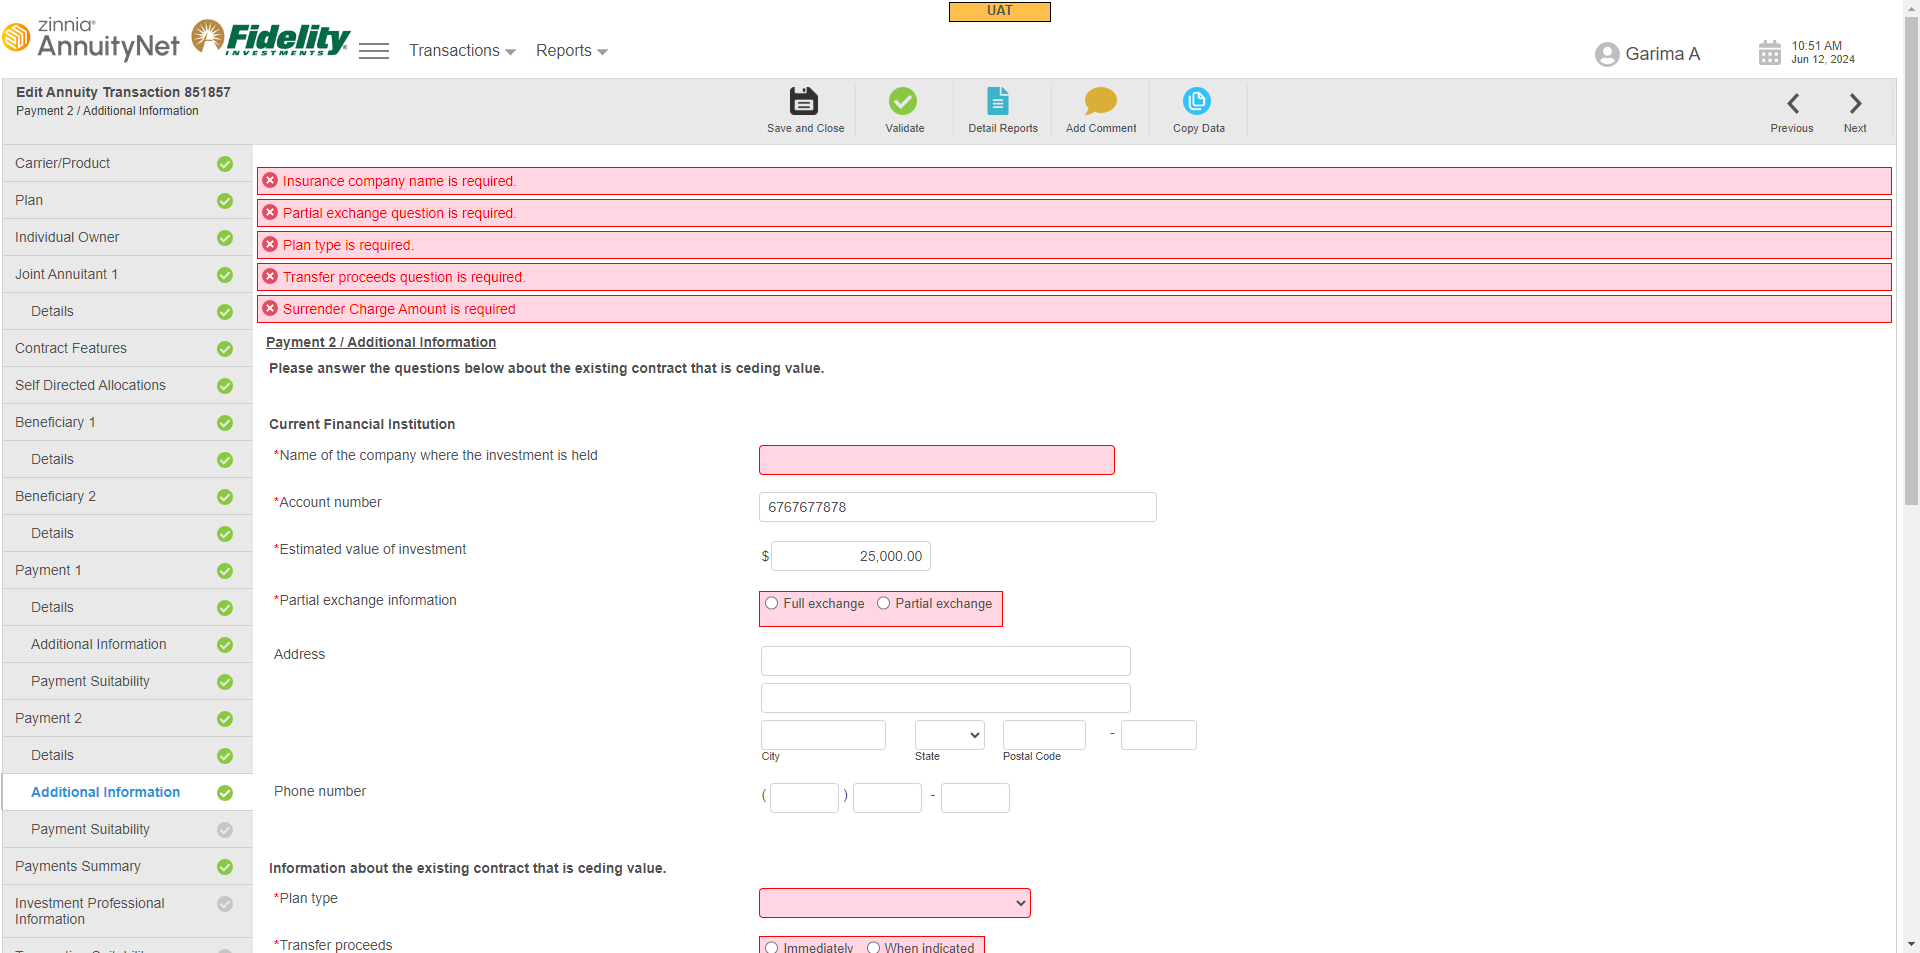 UAT
zinnia®
AnnuityNet
Fidelity
INVESTMENTS®
Transactions
Reports
Garima A
10:51 AM
Jun 12, 2024
Edit Annuity Transaction 851857
Payment 2 / Additional Information
Save and Close
Validate
Detail Reports
Add Comment
Copy Data
Previous
Next
Carrier/Product
Plan
Individual Owner
Joint Annuitant 1
Details
Contract Features
Self Directed Allocations
Beneficiary 1
Details
Beneficiary 2
Details
Payment 1
Details
Additional Information
Payment Suitability
Payment 2
Details
Additional Information
Payment Suitability
Payments Summary
Investment Professional
Information
Insurance company name is required.
Partial exchange question is required.
Plan type is required.
Transfer proceeds question is required.
Surrender Charge Amount is required
Payment 2 / Additional Information
Please answer the questions below about the existing contract that is ceding value.
Current Financial Institution
*Name of the company where the investment is held
*Account number
6767677878
*Estimated value of investment
$ 25,000.00
*Partial exchange information
Full exchange Partial exchange
Address
-
City State Postal Code
Phone number
( ) -
Information about the existing contract that is ceding value.
*Plan type
*Transfer proceeds
Immediately When indicated